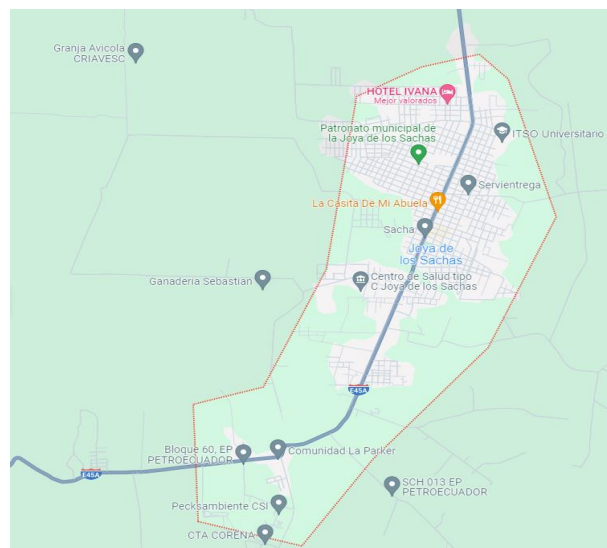 Granja Avicola
CRIAVESC
HOTEL IVANA
Mejor valorados
Patronato municipal de
la Joya de los Sachas
ITSO Universitario
Servientrega
La Casita De Mi Abuela
Sacha
Joya de
los Sachas
Ganaderia Sebastian
Centro de Salud tipo
C Joya de los Sachas
E45A
Bloque 60, EP
PETROECUADOR
Comunidad La Parker
E45A
SCH 013 EP
PETROECUADOR
Pecksambiente CSI
CTA CORENA